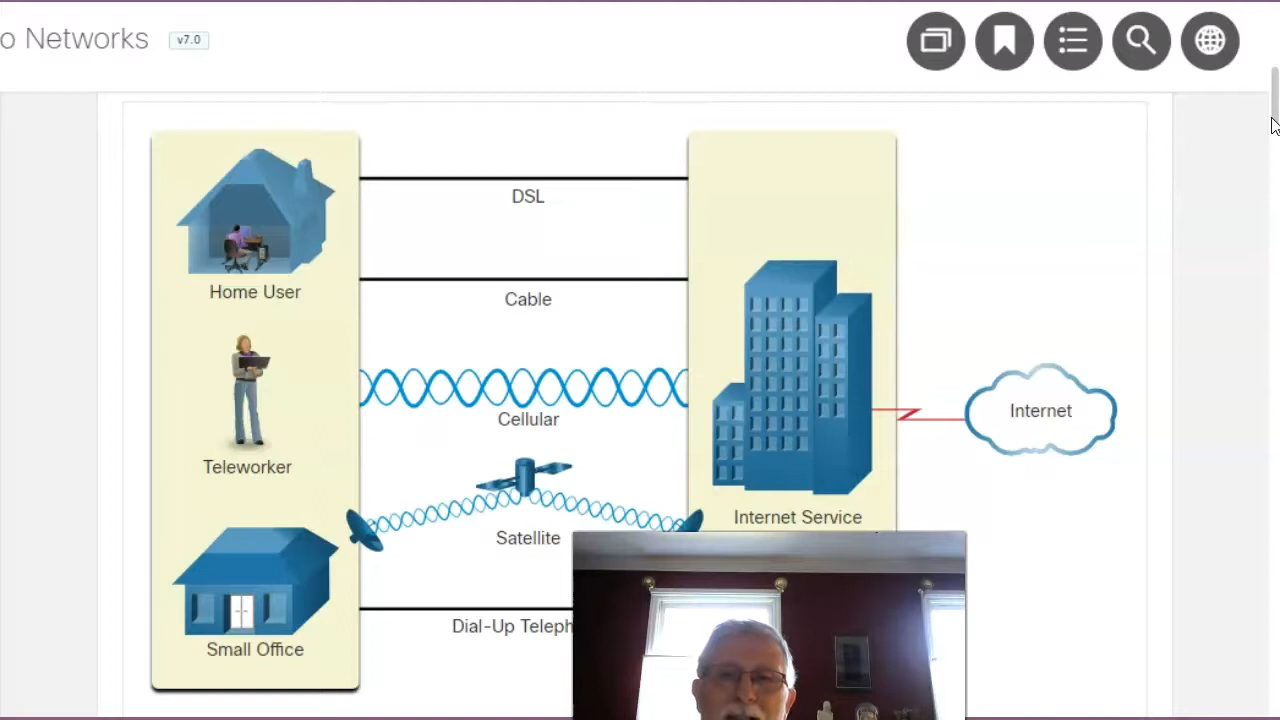 o Networks v7.0
DSL
Home User
Cable
Internet
Cellular
Teleworker
Internet Service
Satellite
Dial-Up Teleph
Small Office